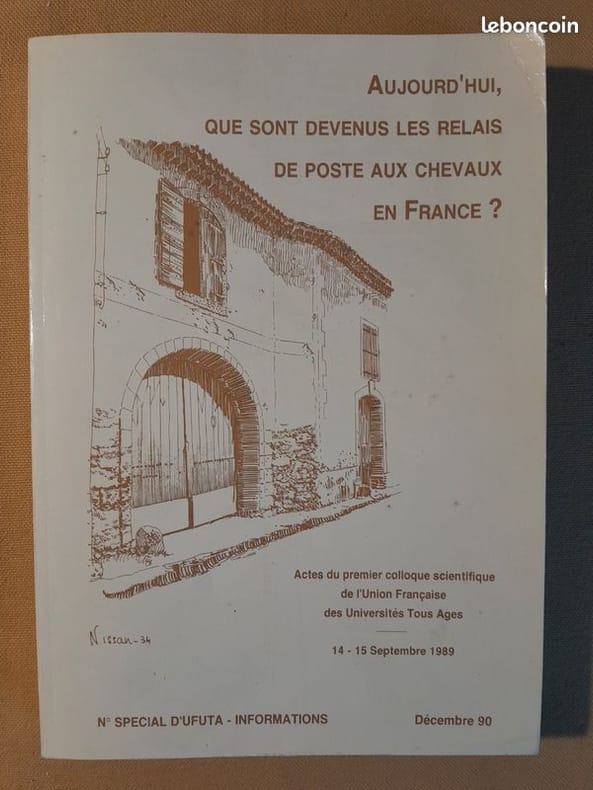 leboncoin
AUJOURD'HUI,
QUE SONT DEVENUS LES RELAIS
DE POSTE AUX CHEVAUX
EN FRANCE ?
Actes du premier colloque scientifique
de l'Union Française
des Universités Tous Ages
14 - 15 Septembre 1989
Nissan-34
N° SPECIAL D'UFUTA - INFORMATIONS
Décembre 90